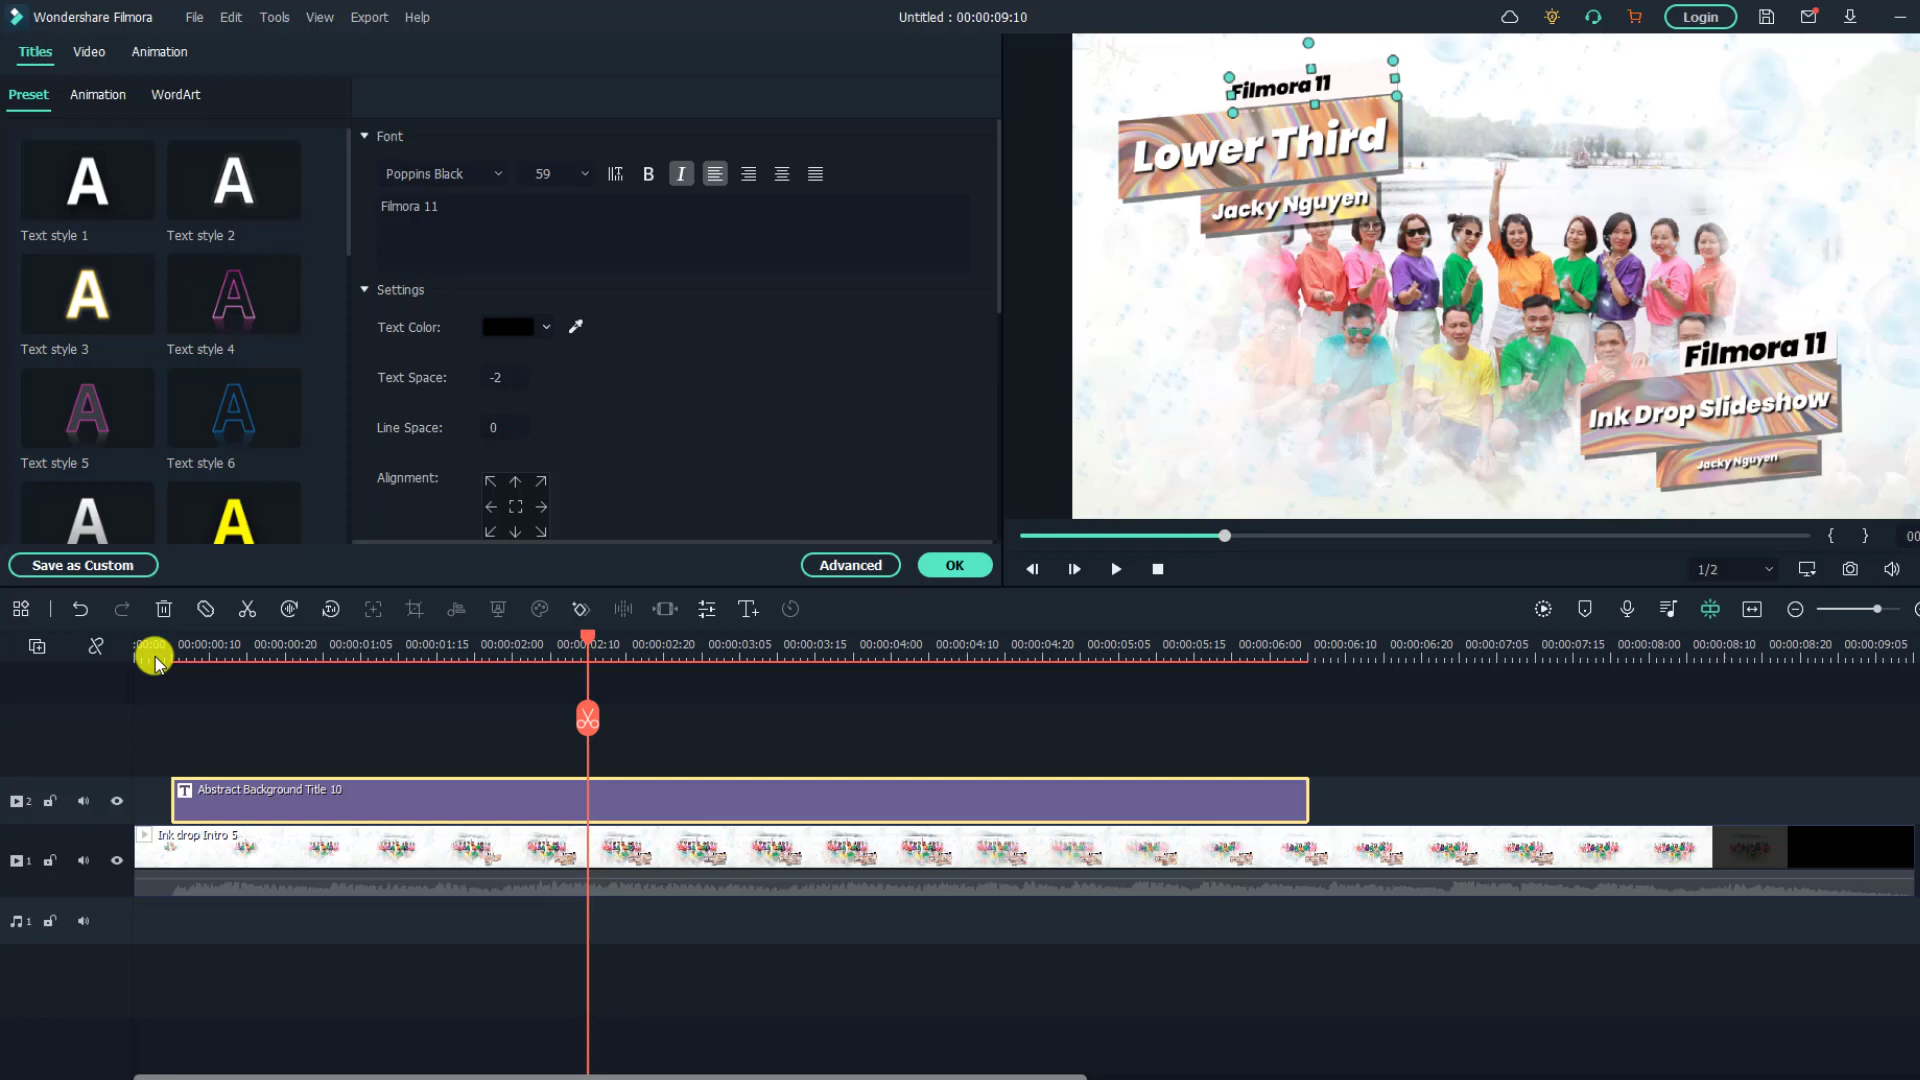 Wondershare Filmora File Edit Tools View Export Help Untitled : 00:00:09:10 Login
Titles Video Animation
Preset Animation WordArt
Font
Poppins Black 59 B I
Filmora 11
Settings
Text Color:
Text Space: -2
Line Space: 0
Alignment:
A A
Text style 1 Text style 2
A A
Text style 3 Text style 4
A A
Text style 5 Text style 6
A A
Save as Custom Advanced OK
Filmora 11
Lower Third
Jacky Nguyen
Filmora 11
Ink Drop Slideshow
Jacky Nguyen
{ } 00
1/2
:00:00 00:00:00:10 00:00:00:20 00:00:01:05 00:00:01:15 00:00:02:00 00:00:02:10 00:00:02:20 00:00:03:05 00:00:03:15 00:00:04:00 00:00:04:10 00:00:04:20 00:00:05:05 00:00:05:15 00:00:06:00 00:00:06:10 00:00:06:20 00:00:07:05 00:00:07:15 00:00:08:00 00:00:08:10 00:00:08:20 00:00:09:05
2 T Abstract Background Title 10
Ink drop Intro 5
1
1